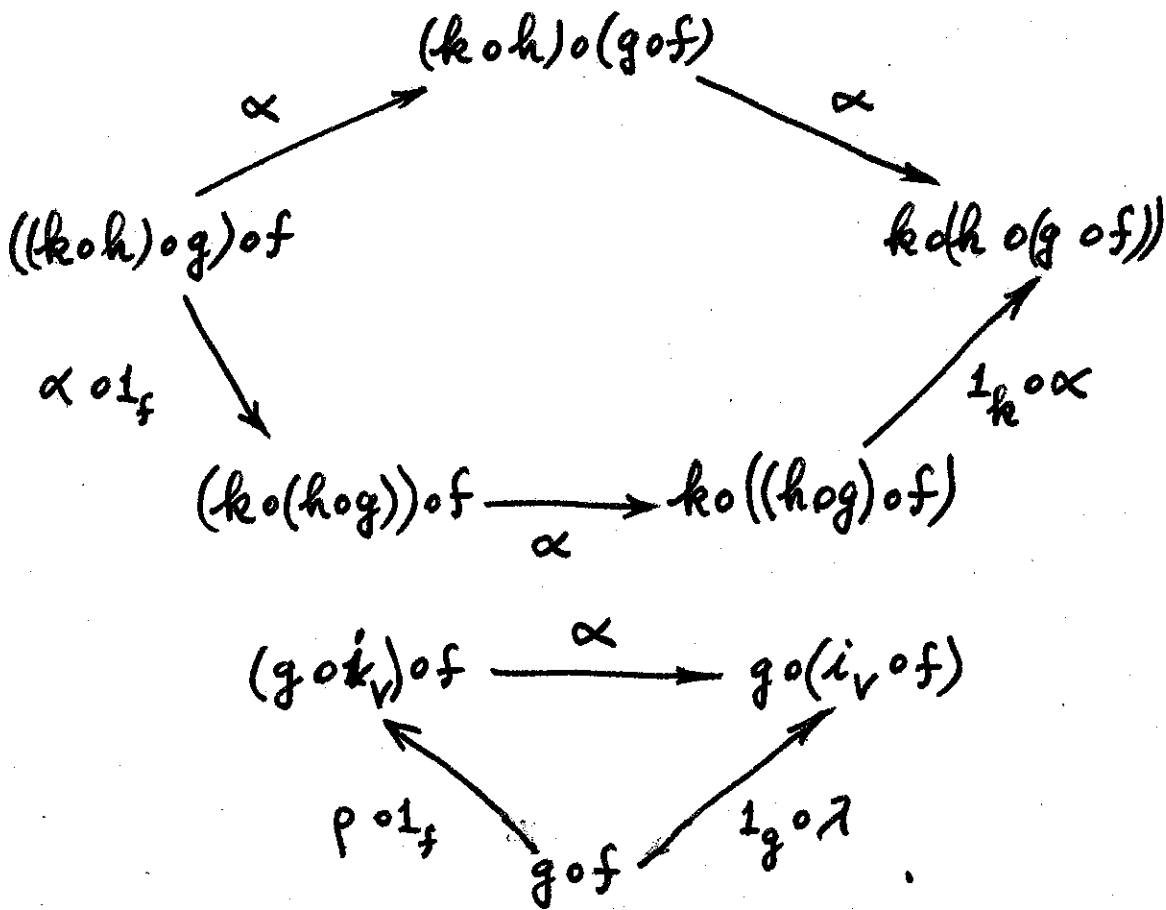 (k∘h)∘(g∘f)
α α
((k∘h)∘g)∘f k∘(h∘(g∘f))
α∘1_f 1_k∘α
(k∘(h∘g))∘f k∘((h∘g)∘f)
α
α
(g∘i_V)∘f g∘(i_V∘f)
ρ∘1_f 1_g∘λ
g∘f